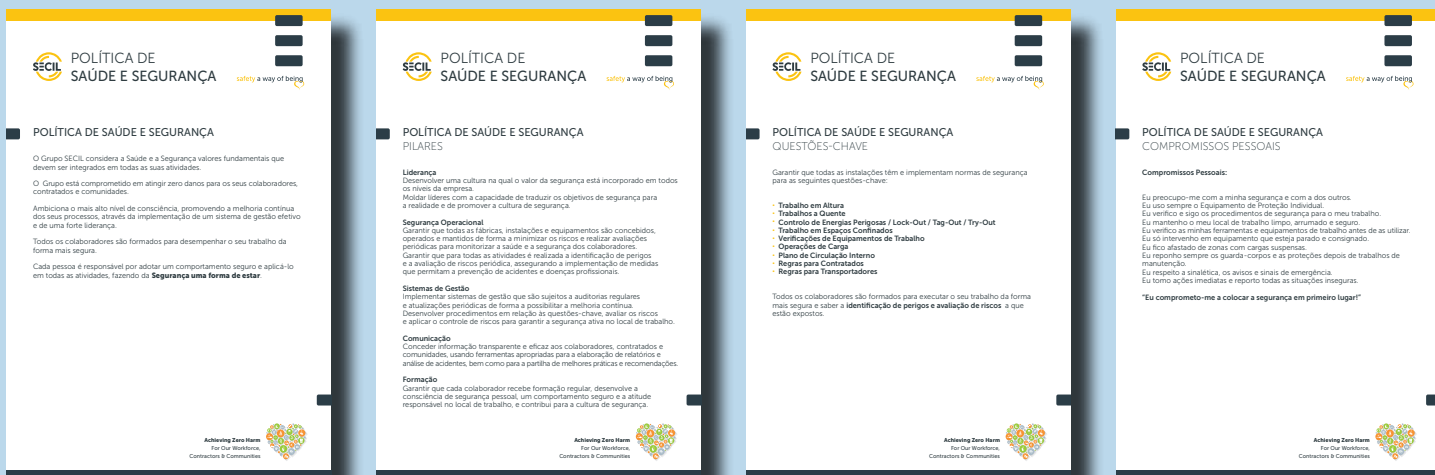 SECIL
POLÍTICA DE
SAÚDE E SEGURANÇA
safety a way of being
POLÍTICA DE SAÚDE E SEGURANÇA
O Grupo SECIL considera a Saúde e a Segurança valores fundamentais que
devem ser integrados em todas as suas atividades.
O Grupo está comprometido em atingir zero danos para os seus colaboradores,
contratados e comunidades.
Ambiciona o mais alto nível de consciência, promovendo a melhoria contínua
dos seus processos, através da implementação de um sistema de gestão efetivo
e de uma forte liderança.
Todos os colaboradores são formados para desempenhar o seu trabalho da
forma mais segura.
Cada pessoa é responsável por adotar um comportamento seguro e aplicá-lo
em todas as atividades, fazendo da Segurança uma forma de estar.
Achieving Zero Harm
For Our Workforce,
Contractors & Communities
SECIL
POLÍTICA DE
SAÚDE E SEGURANÇA
safety a way of being
POLÍTICA DE SAÚDE E SEGURANÇA
PILARES
Liderança
Desenvolver uma cultura na qual o valor da segurança está incorporado em todos
os níveis da empresa.
Moldar líderes com a capacidade de traduzir os objetivos de segurança para
a realidade e de promover a cultura de segurança.
Segurança Operacional
Garantir que todas as fábricas, instalações e equipamentos são concebidos,
operados e mantidos de forma a minimizar os riscos e realizar avaliações
periódicas para monitorizar a saúde e a segurança dos colaboradores.
Garantir que para todas as atividades é realizada a identificação de perigos
e a avaliação de riscos periódica, assegurando a implementação de medidas
que permitam a prevenção de acidentes e doenças profissionais.
Sistemas de Gestão
Implementar sistemas de gestão que são sujeitos a auditorias regulares
e atualizações periódicas de forma a possibilitar a melhoria contínua.
Desenvolver procedimentos em relação às questões-chave, avaliar os riscos
e aplicar o controle de riscos para garantir a segurança ativa no local de trabalho.
Comunicação
Conceder informação transparente e eficaz aos colaboradores, contratados e
comunidades, usando ferramentas apropriadas para a elaboração de relatórios e
análise de acidentes, bem como para a partilha de melhores práticas e recomendações.
Formação
Garantir que cada colaborador recebe formação regular, desenvolve a
consciência de segurança pessoal, um comportamento seguro e a atitude
responsável no local de trabalho, e contribui para a cultura de segurança.
Achieving Zero Harm
For Our Workforce,
Contractors & Communities
SECIL
POLÍTICA DE
SAÚDE E SEGURANÇA
safety a way of being
POLÍTICA DE SAÚDE E SEGURANÇA
QUESTÕES-CHAVE
Garantir que todas as instalações têm e implementam normas de segurança
para as seguintes questões-chave:
· Trabalho em Altura
· Trabalhos a Quente
· Controlo de Energias Perigosas / Lock-Out / Tag-Out / Try-Out
· Trabalho em Espaços Confinados
· Verificações de Equipamentos de Trabalho
· Operações de Carga
· Plano de Circulação Interno
· Regras para Contratados
· Regras para Transportadores
Todos os colaboradores são formados para executar o seu trabalho da forma
mais segura e saber a identificação de perigos e avaliação de riscos a que
estão expostos.
Achieving Zero Harm
For Our Workforce,
Contractors & Communities
SECIL
POLÍTICA DE
SAÚDE E SEGURANÇA
safety a way of being
POLÍTICA DE SAÚDE E SEGURANÇA
COMPROMISSOS PESSOAIS
Compromissos Pessoais:
Eu preocupo-me com a minha segurança e com a dos outros.
Eu uso sempre o Equipamento de Proteção Individual.
Eu verifico e sigo os procedimentos de segurança para o meu trabalho.
Eu mantenho o meu local de trabalho limpo, arrumado e seguro.
Eu verifico as minhas ferramentas e equipamentos de trabalho antes de as utilizar.
Eu só intervenho em equipamento que esteja parado e consignado.
Eu fico afastado de zonas com cargas suspensas.
Eu reponho sempre os guarda-corpos e as proteções depois de trabalhos de
manutenção.
Eu respeito a sinalética, os avisos e sinais de emergência.
Eu tomo ações imediatas e reporto todas as situações inseguras.
"Eu comprometo-me a colocar a segurança em primeiro lugar!"
Achieving Zero Harm
For Our Workforce,
Contractors & Communities